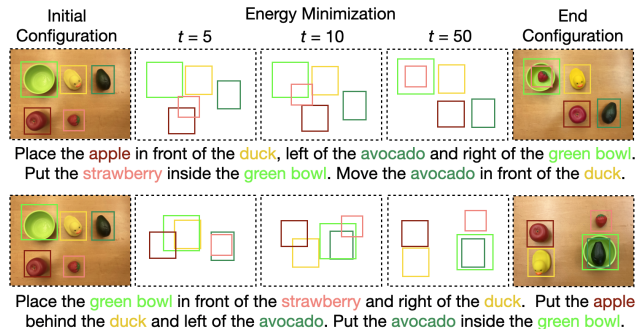 Initial Configuration
Energy Minimization
End Configuration
t = 5
t = 10
t = 50
Place the apple in front of the duck, left of the avocado and right of the green bowl.
Put the strawberry inside the green bowl. Move the avocado in front of the duck.
Place the green bowl in front of the strawberry and right of the duck. Put the apple
behind the duck and left of the avocado. Put the avocado inside the green bowl.